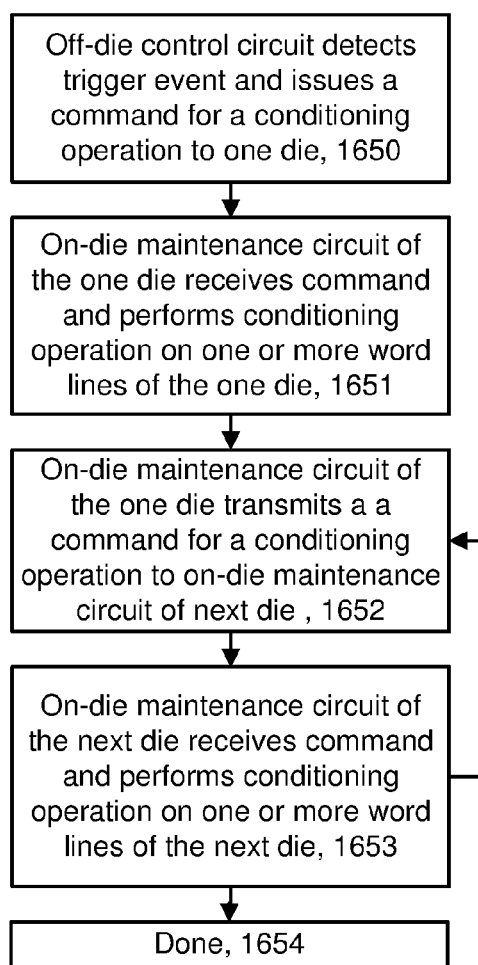 Off-die control circuit detects
trigger event and issues a
command for a conditioning
operation to one die, 1650
On-die maintenance circuit of
the one die receives command
and performs conditioning
operation on one or more word
lines of the one die, 1651
On-die maintenance circuit of
the one die transmits a a
command for a conditioning
operation to on-die maintenance
circuit of next die , 1652
On-die maintenance circuit of
the next die receives command
and performs conditioning
operation on one or more word
lines of the next die, 1653
Done, 1654